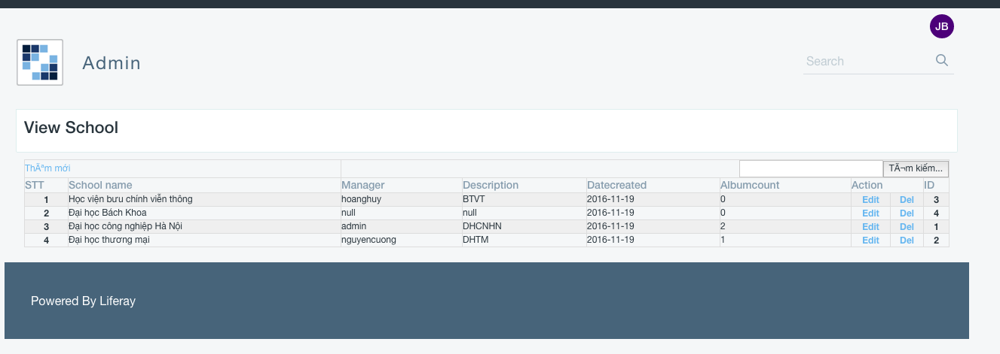 JB
Admin
Search
View School
ThÃªm mới TÃ¬m kiếm...
STT School name Manager Description Datecreated Albumcount Action ID
1 Học viện bưu chính viễn thông hoanghuy BTVT 2016-11-19 0 Edit Del 3
2 Đại học Bách Khoa null null 2016-11-19 0 Edit Del 4
3 Đại học công nghiệp Hà Nội admin DHCNHN 2016-11-19 2 Edit Del 1
4 Đại học thương mại nguyencuong DHTM 2016-11-19 1 Edit Del 2
Powered By Liferay